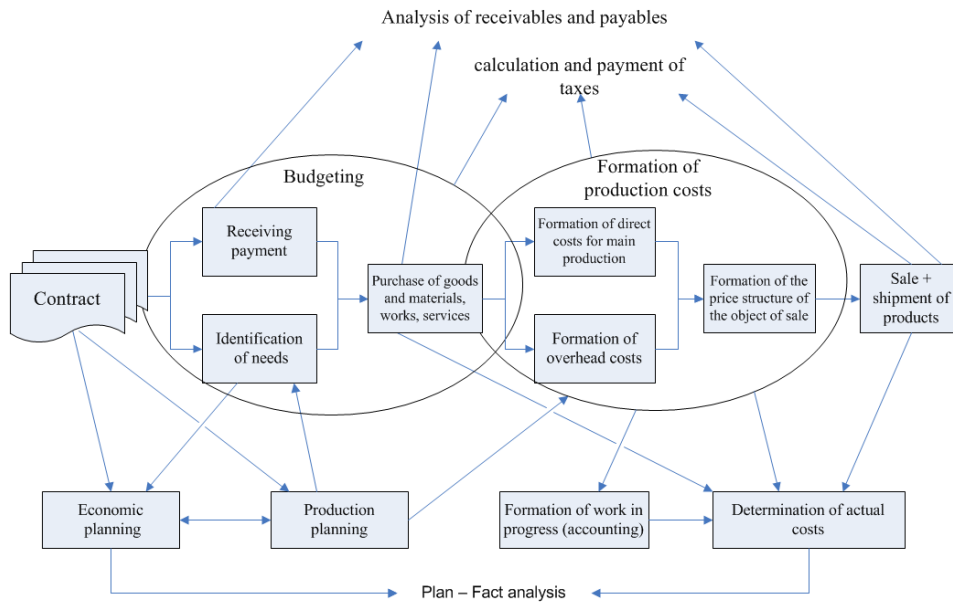 Analysis of receivables and payables
calculation and payment of
taxes
Budgeting
Formation of
production costs
Receiving
payment
Formation of direct
costs for main
production
Contract
Purchase of goods
and materials,
works, services
Formation of the
price structure of
the object of sale
Sale +
shipment of
products
Identification
of needs
Formation of
overhead costs
Economic
planning
Production
planning
Formation of work in
progress (accounting)
Determination of actual
costs
Plan – Fact analysis